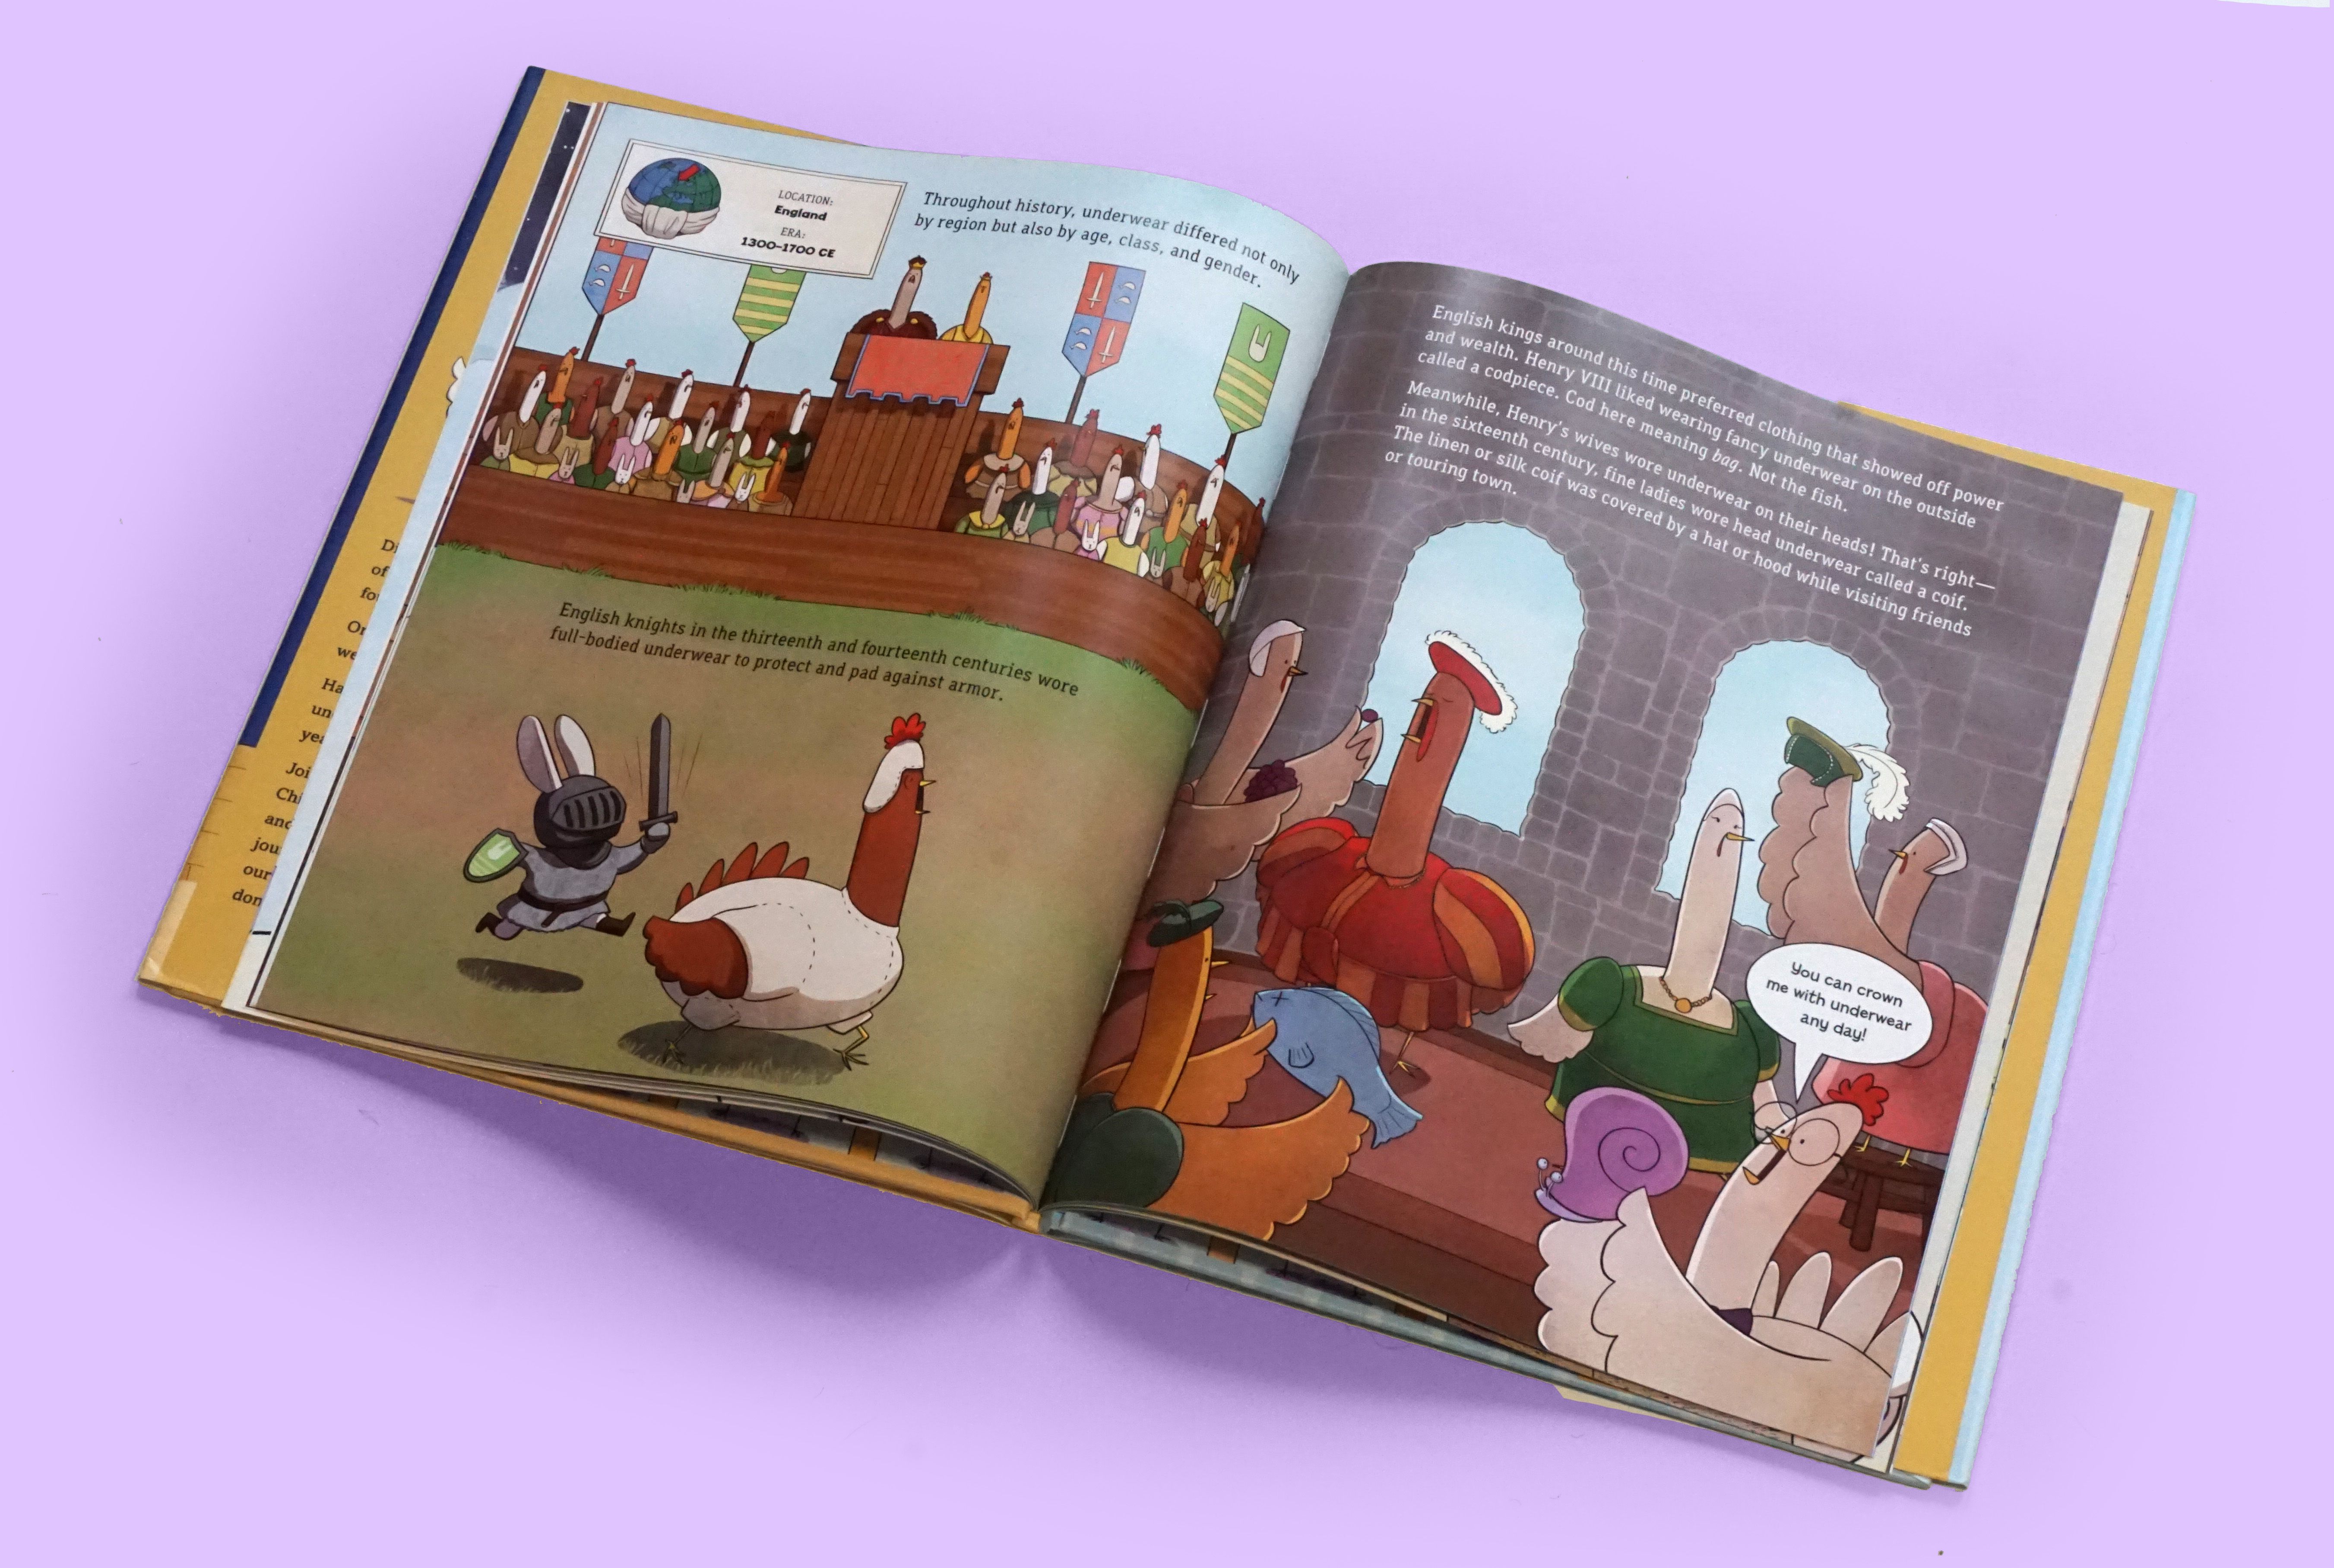 LOCATION:
England
ERA:
1300–1700 CE
Throughout history, underwear differed not only
by region but also by age, class, and gender.
English knights in the thirteenth and fourteenth centuries wore
full-bodied underwear to protect and pad against armor.
English kings around this time preferred clothing that showed off power
and wealth. Henry VIII liked wearing fancy underwear on the outside
called a codpiece. Cod here meaning bag. Not the fish.
Meanwhile, Henry's wives wore underwear on their heads! That's right—
in the sixteenth century, fine ladies wore head underwear called a coif.
The linen or silk coif was covered by a hat or hood while visiting friends
or touring town.
You can crown
me with underwear
any day!